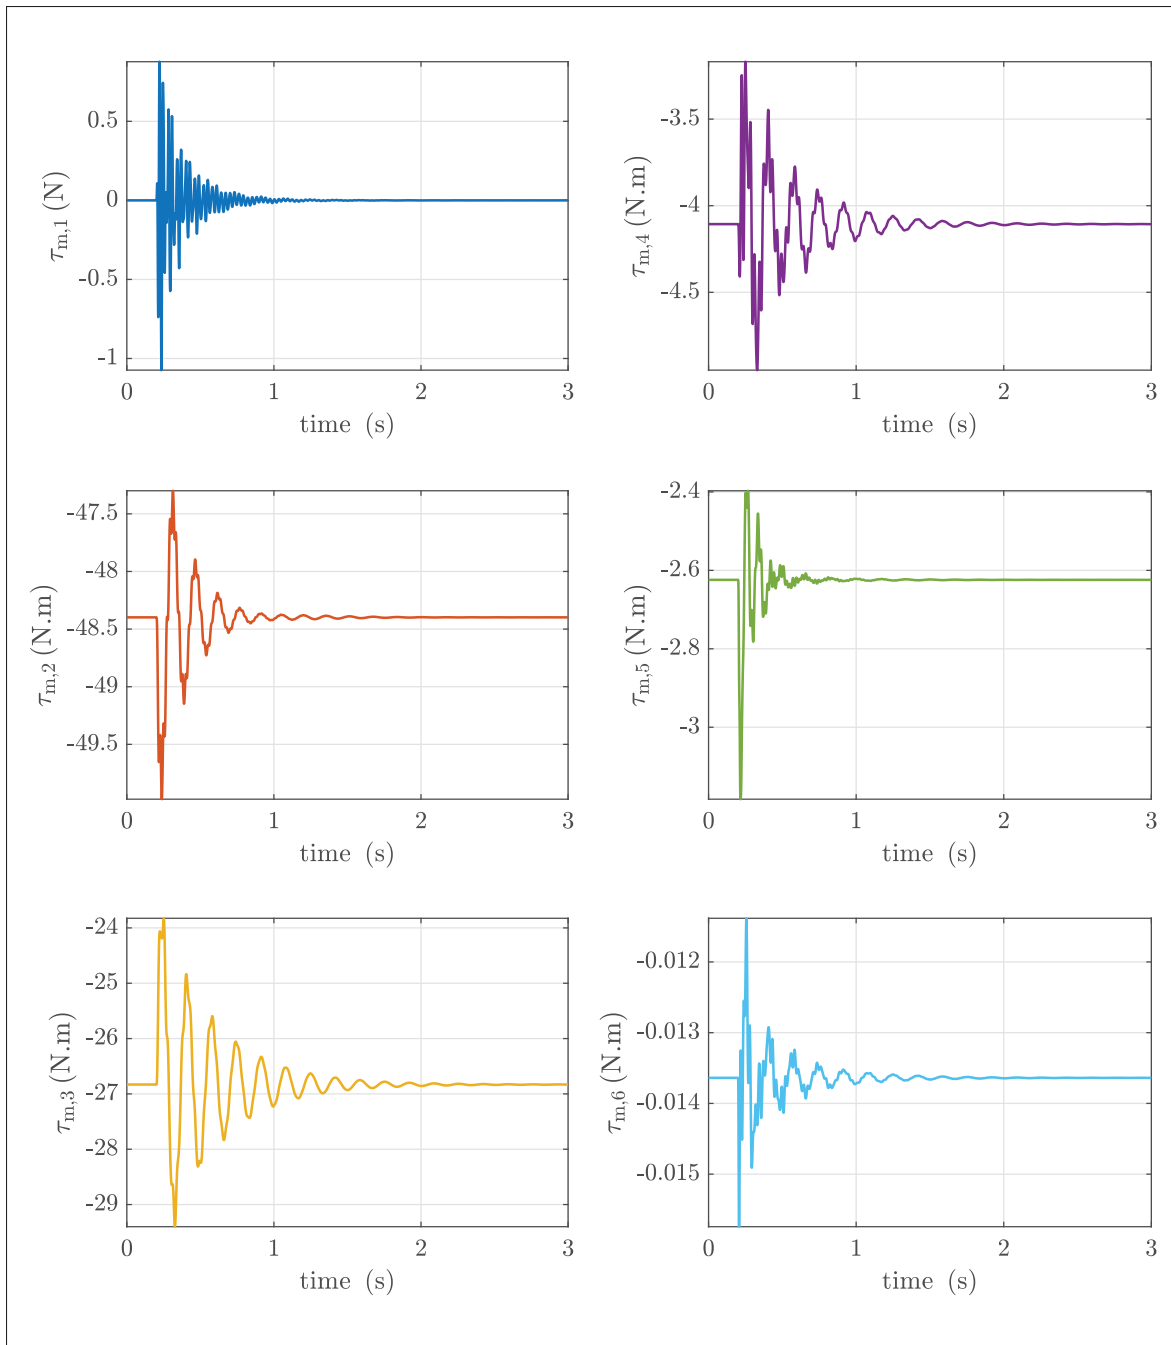 0.5
0
-0.5
-1
τm,1 (N)
0 1 2 3
time (s)
-3.5
-4
-4.5
τm,4 (N.m)
0 1 2 3
time (s)
-47.5
-48
-48.5
-49
-49.5
τm,2 (N.m)
0 1 2 3
time (s)
-2.4
-2.6
-2.8
-3
τm,5 (N.m)
0 1 2 3
time (s)
-24
-25
-26
-27
-28
-29
τm,3 (N.m)
0 1 2 3
time (s)
-0.012
-0.013
-0.014
-0.015
τm,6 (N.m)
0 1 2 3
time (s)